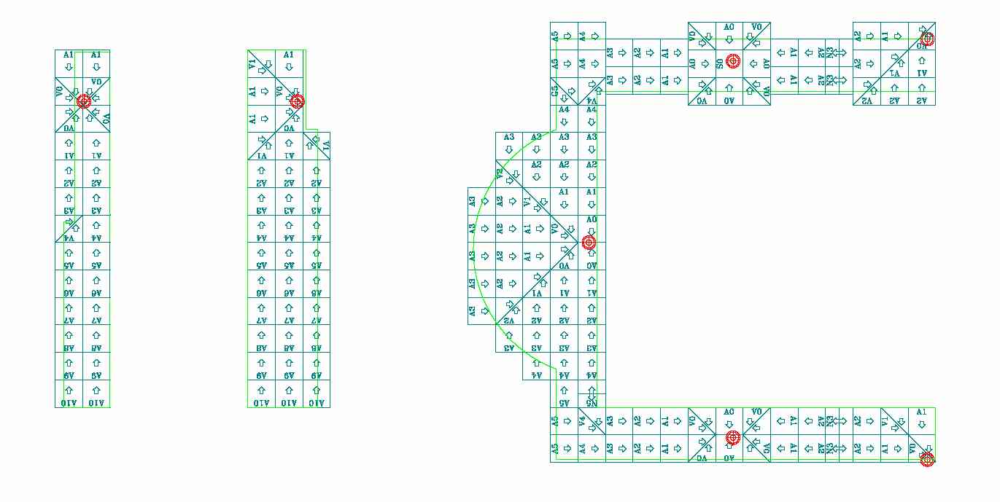 A1 A1
V0 V0
V0 V0
A1 A1
A2 A2
A3 A3
V4 A4
A5 A5
A6 A6
A7 A7
A8 A8
A9 A9
A10 A10
V1 A1
A1 V0
A1 V0
V1 A1 V1
A2 A2 A2
A3 A3 A3
A4 A4 A4
A5 A5 A5
A6 A6 A6
A7 A7 A7
A8 A8 A8
A9 A9 A9
A10 A10 A10
A5 A4 V0 A0 V0 A2 A1
A5 A4 A3 A2 A1 A0 S0 A0 A1 A2 N3 A2 V1 A1
G5 V4 A3 A2 A1 V0 A0 V0 A1 A2 N3 V2 A2 A2
A4 A4
A3 A3 A3 A3
V2 A2 A2 A2
A3 A2 V1 A1 A1
A3 A2 A1 V0 A0
A3 A2 A1 V0 A0
A3 A2 V1 A1 A1
A3 V2 A2 A2 A2
A3 A3 A3 A3
A4 A4 A4
A5 N5
A5 V4 A3 A2 A1 V0 A0 V0 A1 A2 N3 A2 V1 A1
A5 A4 A3 A2 A1 V0 A0 V0 A1 A2 N3 A2 A1 V0